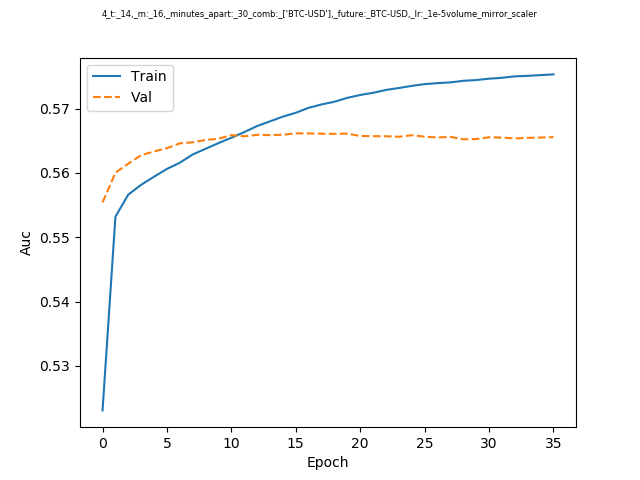 4_t:_14,_m:_16,_minutes_apart:_30_comb:_['BTC-USD'],_future:_BTC-USD,_lr:_1e-5volume_mirror_scaler
Train
Val
0.57
0.56
0.55
0.54
0.53
Auc
0 5 10 15 20 25 30 35
Epoch